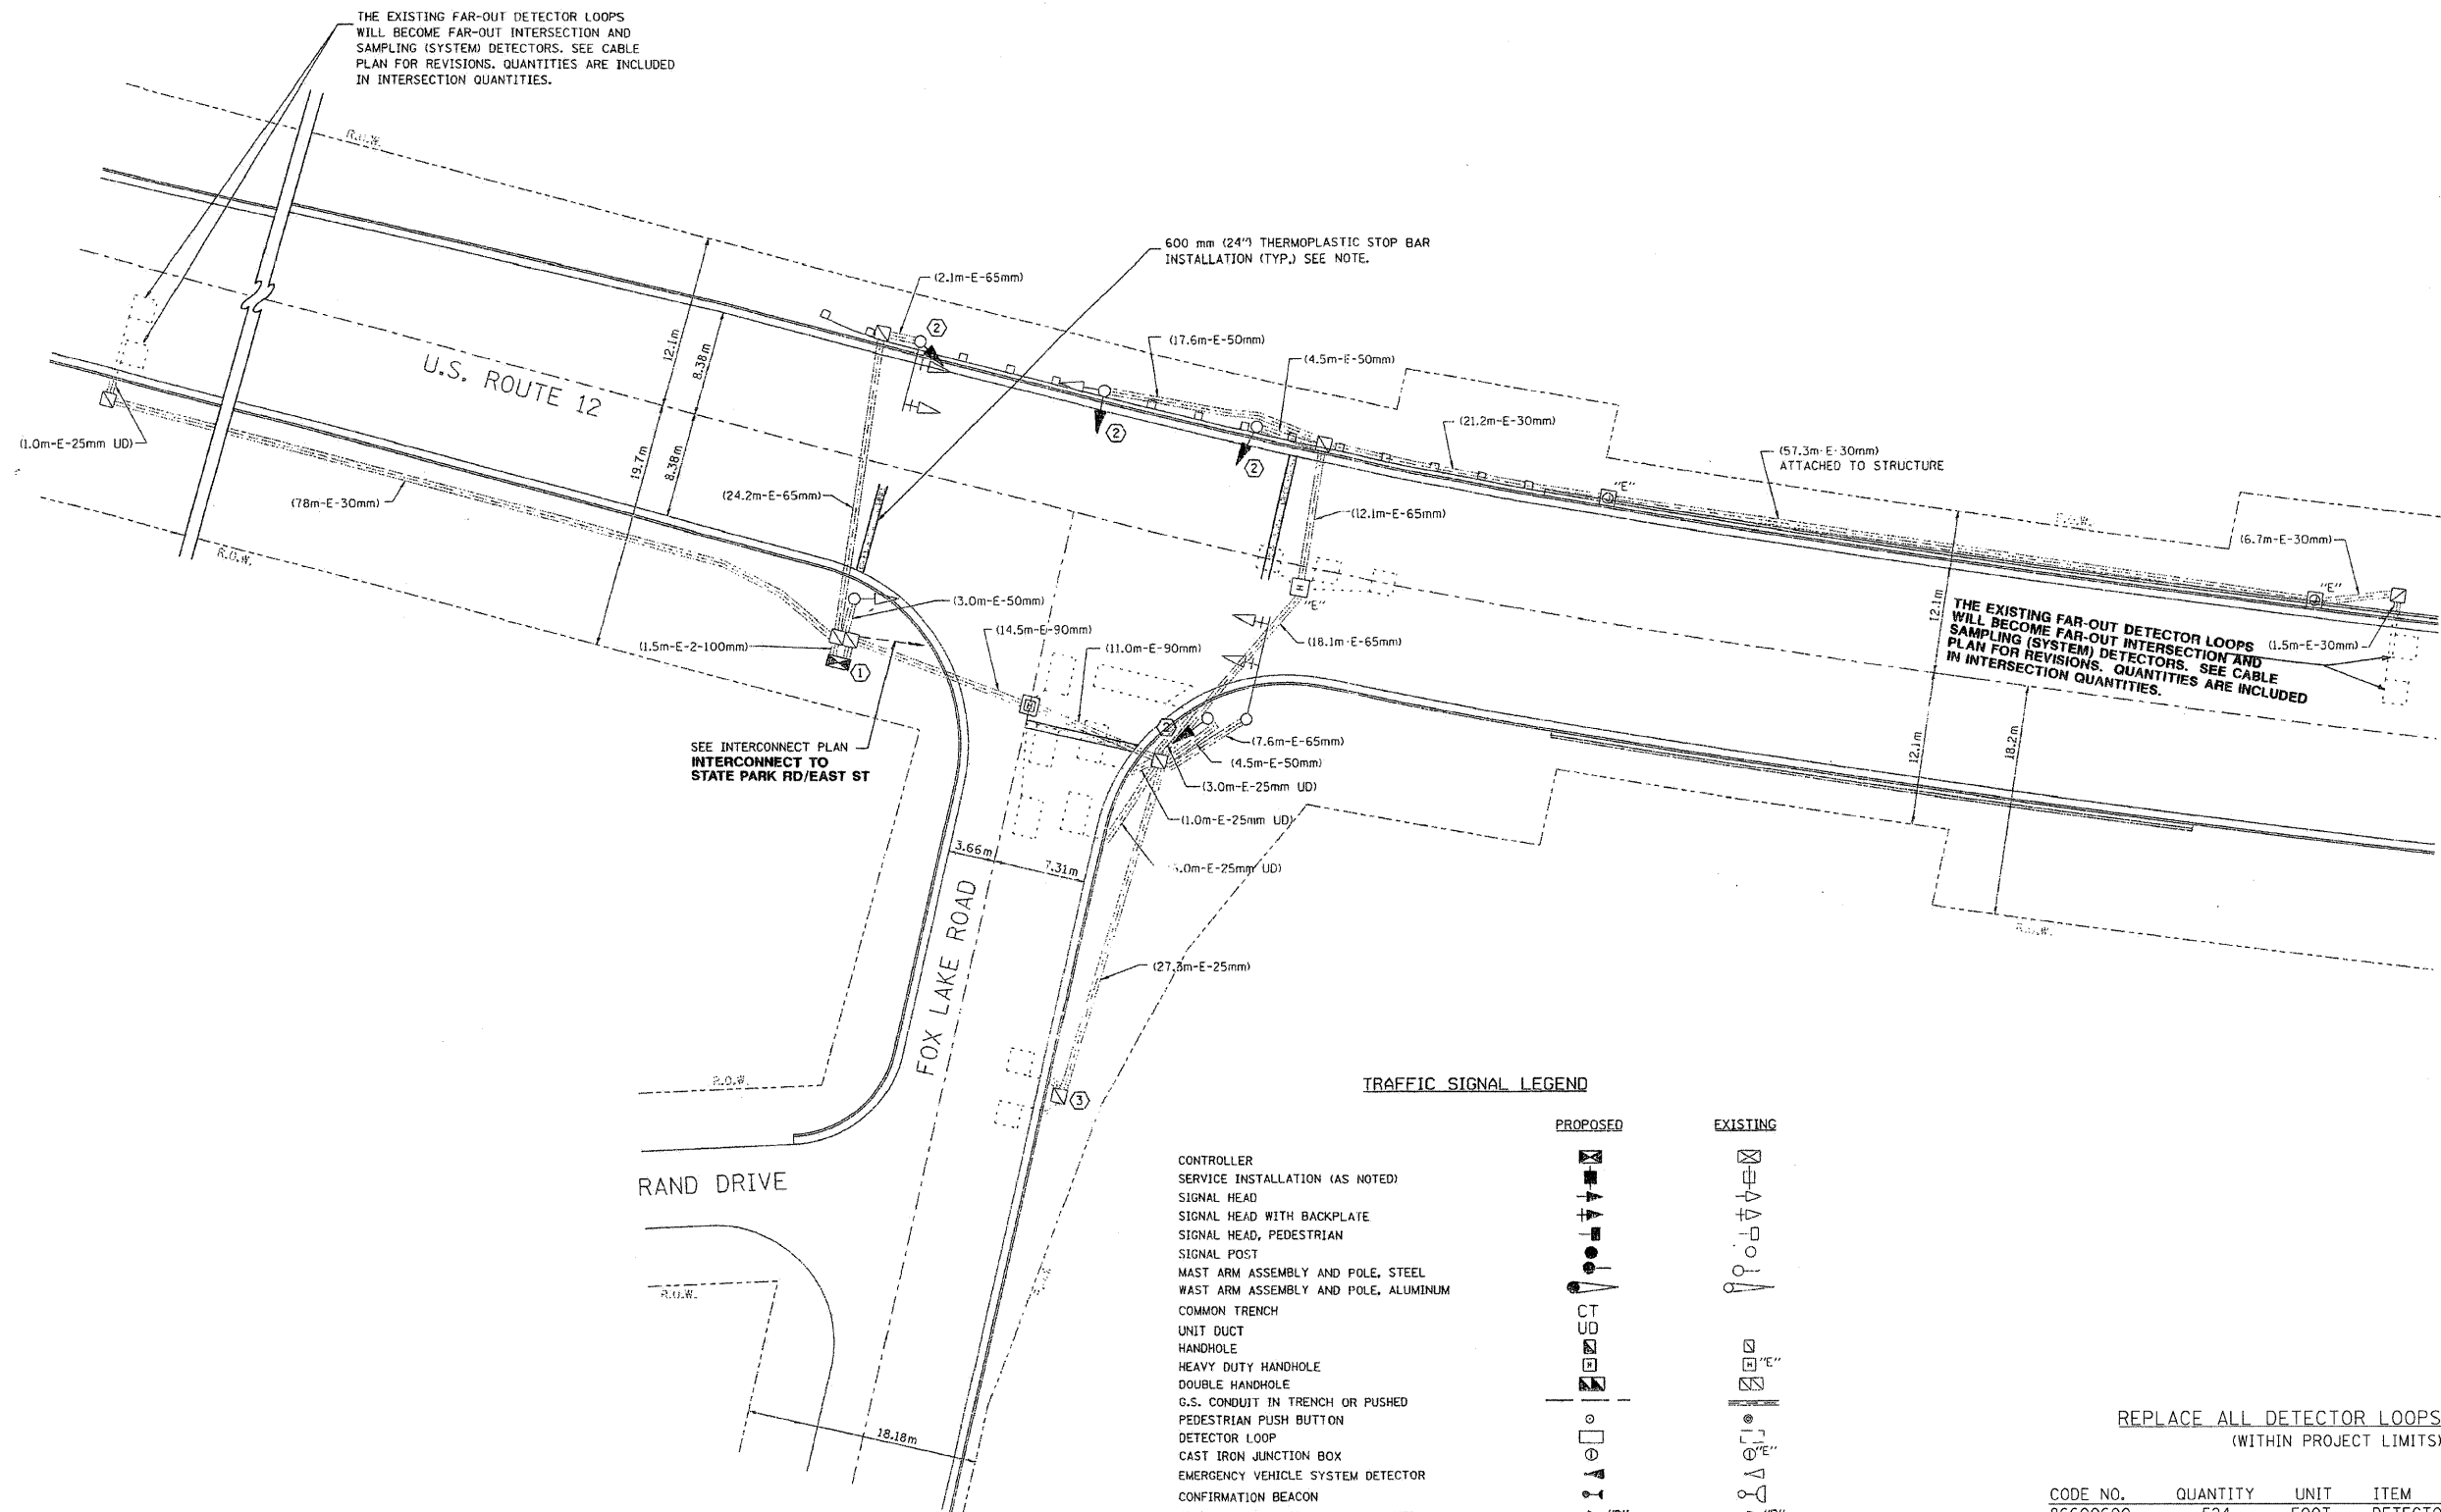 THE EXISTING FAR-OUT DETECTOR LOOPS
WILL BECOME FAR-OUT INTERSECTION AND
SAMPLING (SYSTEM) DETECTORS. SEE CABLE
PLAN FOR REVISIONS. QUANTITIES ARE INCLUDED
IN INTERSECTION QUANTITIES.
R.O.W.
600 mm (24") THERMOPLASTIC STOP BAR
INSTALLATION (TYP.) SEE NOTE.
(2.1m-E-65mm)
2
(17.6m-E-50mm)
(4.5m-E-50mm)
12.1m
8.38m
U.S. ROUTE 12
2
2
(21.2m-E-30mm)
(57.3m-E-30mm)
ATTACHED TO STRUCTURE
"E"
(1.0m-E-25mm UD)
19.7m
8.38m
(78m-E-30mm)
(24.2m-E-65mm)
(12.1m-E-65mm)
R.O.W.
(6.7m-E-30mm)
R.O.W.
H
"E"
"E"
12.1m
(3.0m-E-50mm)
(14.5m-E-90mm)
(11.0m-E-90mm)
(18.1m-E-65mm)
(1.5m-E-2-100mm)
1
THE EXISTING FAR-OUT DETECTOR LOOPS
WILL BECOME FAR-OUT INTERSECTION AND
SAMPLING (SYSTEM) DETECTORS. SEE CABLE
PLAN FOR REVISIONS. QUANTITIES ARE INCLUDED
IN INTERSECTION QUANTITIES.
(1.5m-E-30mm)
H
2
SEE INTERCONNECT PLAN
INTERCONNECT TO
STATE PARK RD/EAST ST
(7.6m-E-65mm)
(4.5m-E-50mm)
(3.0m-E-25mm UD)
(1.0m-E-25mm UD)
.0m-E-25mm UD)
12.1m
18.2m
3.66m
7.31m
FOX LAKE ROAD
R.O.W.
(27.3m-E-25mm)
R.O.W.
3
RAND DRIVE
R.O.W.
18.18m
TRAFFIC SIGNAL LEGEND
PROPOSED EXISTING
CONTROLLER
SERVICE INSTALLATION (AS NOTED)
SIGNAL HEAD
SIGNAL HEAD WITH BACKPLATE
SIGNAL HEAD, PEDESTRIAN
SIGNAL POST
MAST ARM ASSEMBLY AND POLE, STEEL
WAST ARM ASSEMBLY AND POLE, ALUMINUM
COMMON TRENCH CT
UNIT DUCT UD
HANDHOLE
HEAVY DUTY HANDHOLE H H "E"
DOUBLE HANDHOLE
G.S. CONDUIT IN TRENCH OR PUSHED
PEDESTRIAN PUSH BUTTON
DETECTOR LOOP
CAST IRON JUNCTION BOX "E"
EMERGENCY VEHICLE SYSTEM DETECTOR
CONFIRMATION BEACON
REPLACE ALL DETECTOR LOOPS
(WITHIN PROJECT LIMITS)
CODE NO. QUANTITY UNIT ITEM